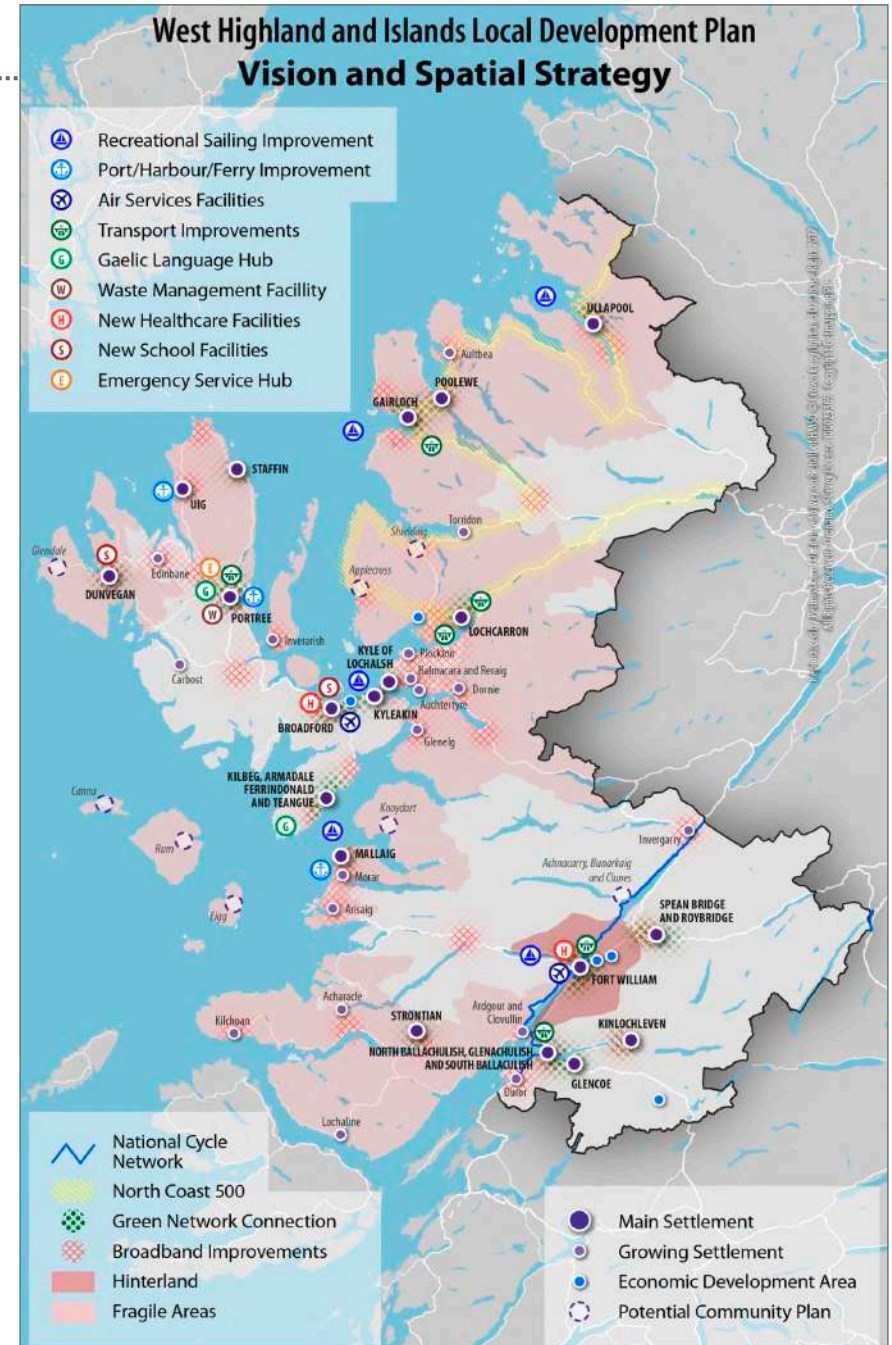 West Highland and Islands Local Development Plan
Vision and Spatial Strategy
Recreational Sailing Improvement
Port/Harbour/Ferry Improvement
Air Services Facilities
Transport Improvements
G
Gaelic Language Hub
W
Waste Management Facillity
H
New Healthcare Facilities
S
New School Facilities
E
Emergency Service Hub
ULLAPOOL
Aultbea
POOLEWE
GAIRLOCH
STAFFIN
UIG
Torridon
Shieldaig
Glendale
S
Edinbane
E
Applecross
DUNVEGAN
G
W
PORTREE
LOCHCARRON
Inverarish
KYLE OF
LOCHALSH
Plockton
Carbost
Balmacara and Reraig
S
Dornie
H
KYLEAKIN
Auchtertyre
BROADFORD
Glenelg
KILBEG, ARMADALE
FERRINDONALD
AND TEANGUE
Canna
Knoydart
G
Invergarry
Rum
MALLAIG
Morar
Achnacarry, Bunarkaig
and Clunes
Eigg
Arisaig
SPEAN BRIDGE
AND ROYBRIDGE
H
FORT WILLIAM
Acharacle
Ardgour and
Clovullin
STRONTIAN
Kilchoan
KINLOCHLEVEN
NORTH BALLACHULISH, GLENACHULISH
AND SOUTH BALLACULISH
GLENCOE
Duror
Lochaline
National Cycle
Network
North Coast 500
Green Network Connection
Broadband Improvements
Hinterland
Fragile Areas
Main Settlement
Growing Settlement
Economic Development Area
Potential Community Plan